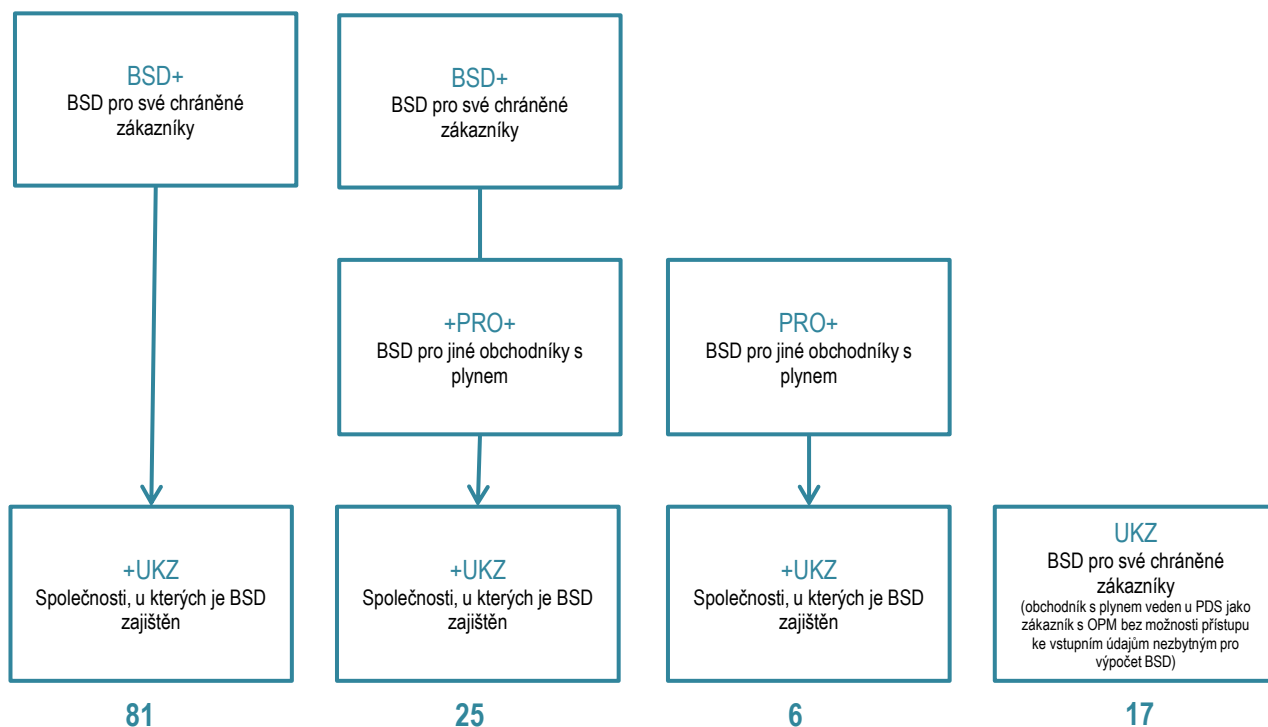 BSD+
BSD pro své chráněné
zákazníky
BSD+
BSD pro své chráněné
zákazníky
+PRO+
BSD pro jiné obchodníky s
plynem
PRO+
BSD pro jiné obchodníky s
plynem
+UKZ
Společnosti, u kterých je BSD
zajištěn
+UKZ
Společnosti, u kterých je BSD
zajištěn
+UKZ
Společnosti, u kterých je BSD
zajištěn
UKZ
BSD pro své chráněné
zákazníky
(obchodník s plynem veden u PDS jako
zákazník s OPM bez možnosti přístupu
ke vstupním údajům nezbytným pro
výpočet BSD)
81
25
6
17